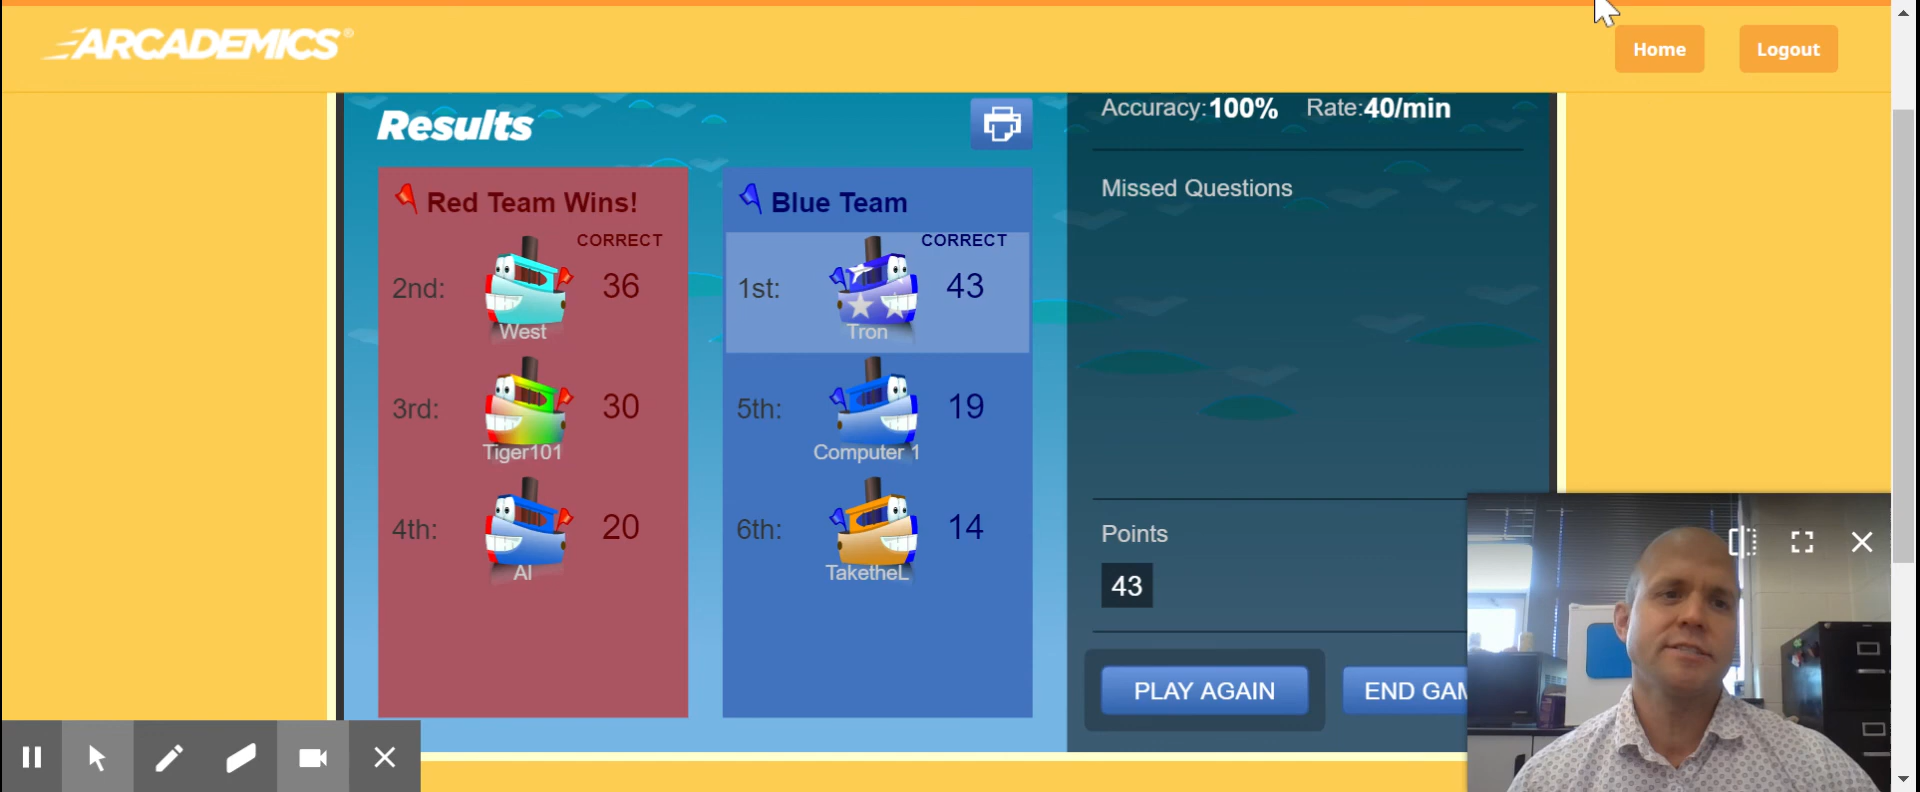 ARCADEMICS®
Home
Logout
Results
Accuracy:100% Rate:40/min
Missed Questions
Red Team Wins!
CORRECT
2nd: 36
West
3rd: 30
Tiger101
4th: 20
AI
Blue Team
CORRECT
1st: 43
Tron
5th: 19
Computer 1
6th: 14
TaketheL
Points
43
PLAY AGAIN
END GAM